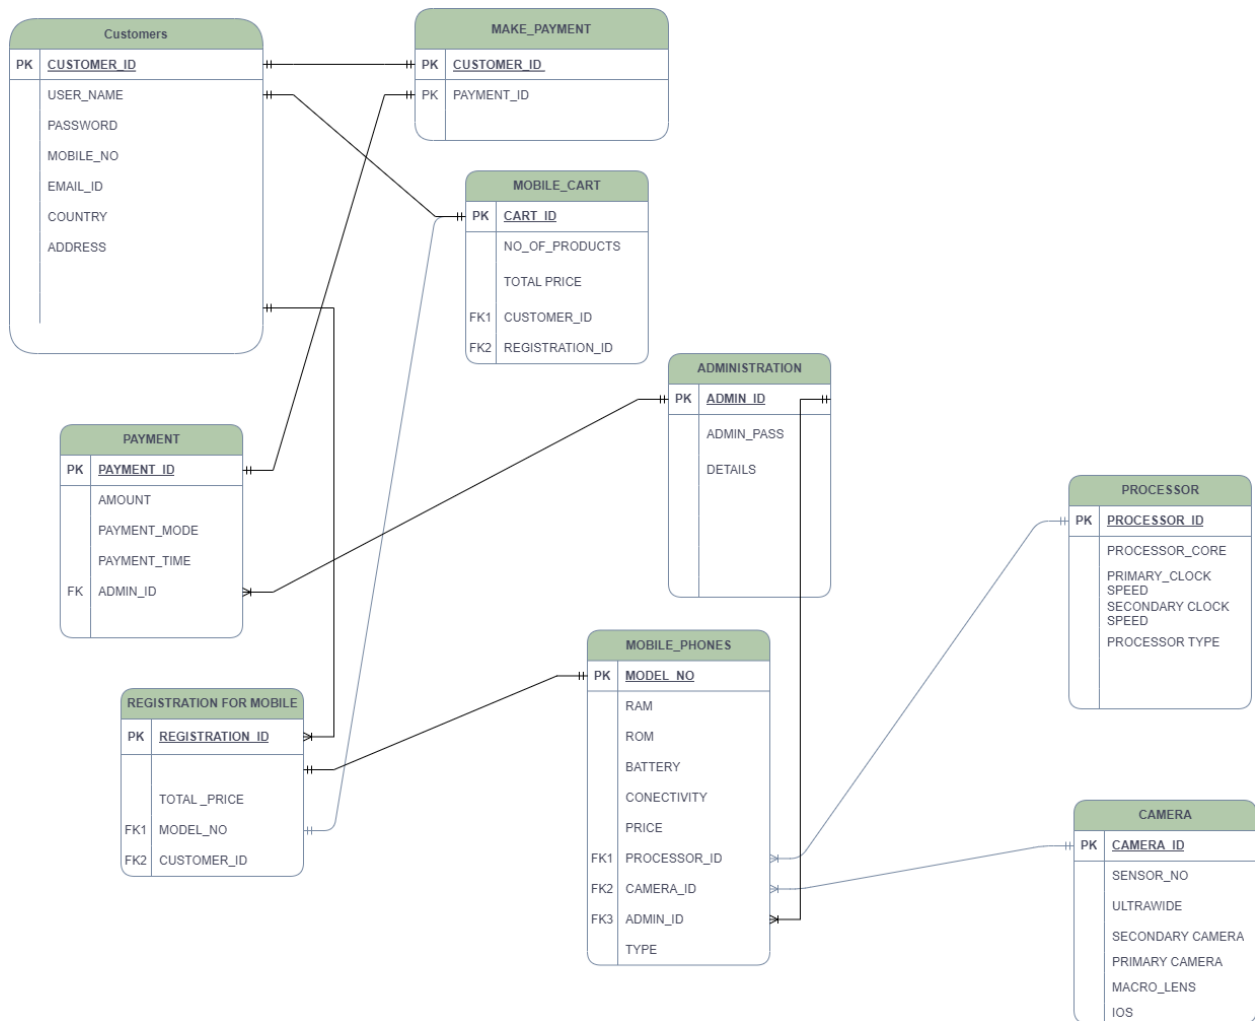 Customers
PK CUSTOMER_ID
USER_NAME
PASSWORD
MOBILE_NO
EMAIL_ID
COUNTRY
ADDRESS
MAKE_PAYMENT
PK CUSTOMER_ID
PK PAYMENT_ID
MOBILE_CART
PK CART_ID
NO_OF_PRODUCTS
TOTAL PRICE
FK1 CUSTOMER_ID
FK2 REGISTRATION_ID
ADMINISTRATION
PK ADMIN_ID
ADMIN_PASS
DETAILS
PAYMENT
PK PAYMENT_ID
AMOUNT
PAYMENT_MODE
PAYMENT_TIME
FK ADMIN_ID
PROCESSOR
PK PROCESSOR_ID
PROCESSOR_CORE
PRIMARY_CLOCK
SPEED
SECONDARY CLOCK
SPEED
PROCESSOR TYPE
MOBILE_PHONES
PK MODEL_NO
RAM
ROM
BATTERY
CONECTIVITY
PRICE
FK1 PROCESSOR_ID
FK2 CAMERA_ID
FK3 ADMIN_ID
TYPE
REGISTRATION FOR MOBILE
PK REGISTRATION_ID
TOTAL_PRICE
FK1 MODEL_NO
FK2 CUSTOMER_ID
CAMERA
PK CAMERA_ID
SENSOR_NO
ULTRAWIDE
SECONDARY CAMERA
PRIMARY CAMERA
MACRO_LENS
IOS